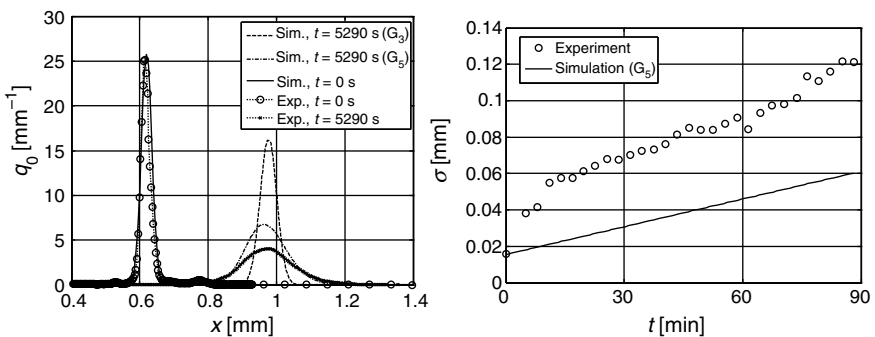 30
25
20
15
10
5
0
q₀ [mm⁻¹]
0.4 0.6 0.8 1 1.2 1.4
x [mm]
Sim., t = 5290 s (G₃)
Sim., t = 5290 s (G₅)
Sim., t = 0 s
Exp., t = 0 s
Exp., t = 5290 s
0.14
0.12
0.1
0.08
0.06
0.04
0.02
0
σ [mm]
0 30 60 90
t [min]
Experiment
Simulation (G₅)